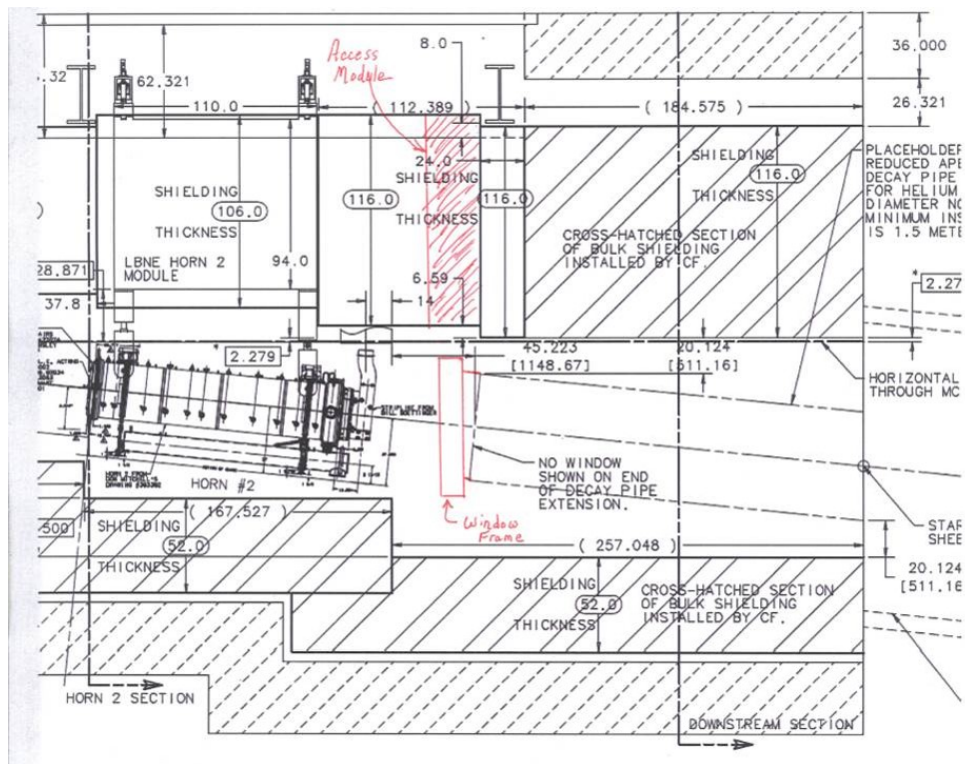 Access
Module
8.0
36.000
.32
62.321
110.0
( 112.389 )
( 184.575 )
26.321
24.0
SHIELDING
116.0
THICKNESS
SHIELDING
106.0
THICKNESS
SHIELDING
116.0
THICKNESS
116.0
PLACEHOLDER
REDUCED APE
DECAY PIPE
FOR HELIUM
DIAMETER NO
MINIMUM INS
IS 1.5 METE
CROSS-HATCHED SECTION
OF BULK SHIELDING
INSTALLED BY CF.
LBNE HORN 2
MODULE
94.0
28.871
37.8
6.59
14
* 2.27
* 2.279
45.223
[1148.67]
20.124
[511.16]
HORIZONTAL
THROUGH MC
NO WINDOW
SHOWN ON END
OF DECAY PIPE
EXTENSION.
HORN #2
Window
Frame
( 167.527 )
.500
SHIELDING
52.0
THICKNESS
( 257.048 )
STAR
SHEE
20.124
[511.16
SHIELDING
52.0
THICKNESS
CROSS-HATCHED SECTION
OF BULK SHIELDING
INSTALLED BY CF.
HORN 2 SECTION
DOWNSTREAM SECTION